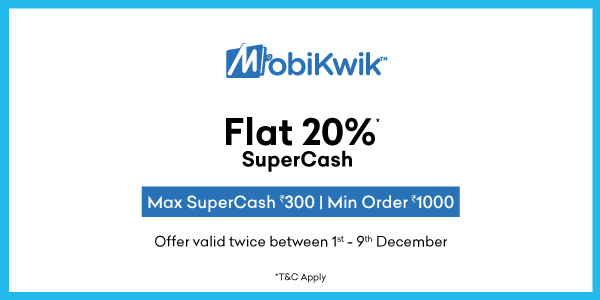 MobiKwik™
Flat 20%*
SuperCash
Max SuperCash ₹300 | Min Order ₹1000
Offer valid twice between 1st - 9th December
*T&C Apply